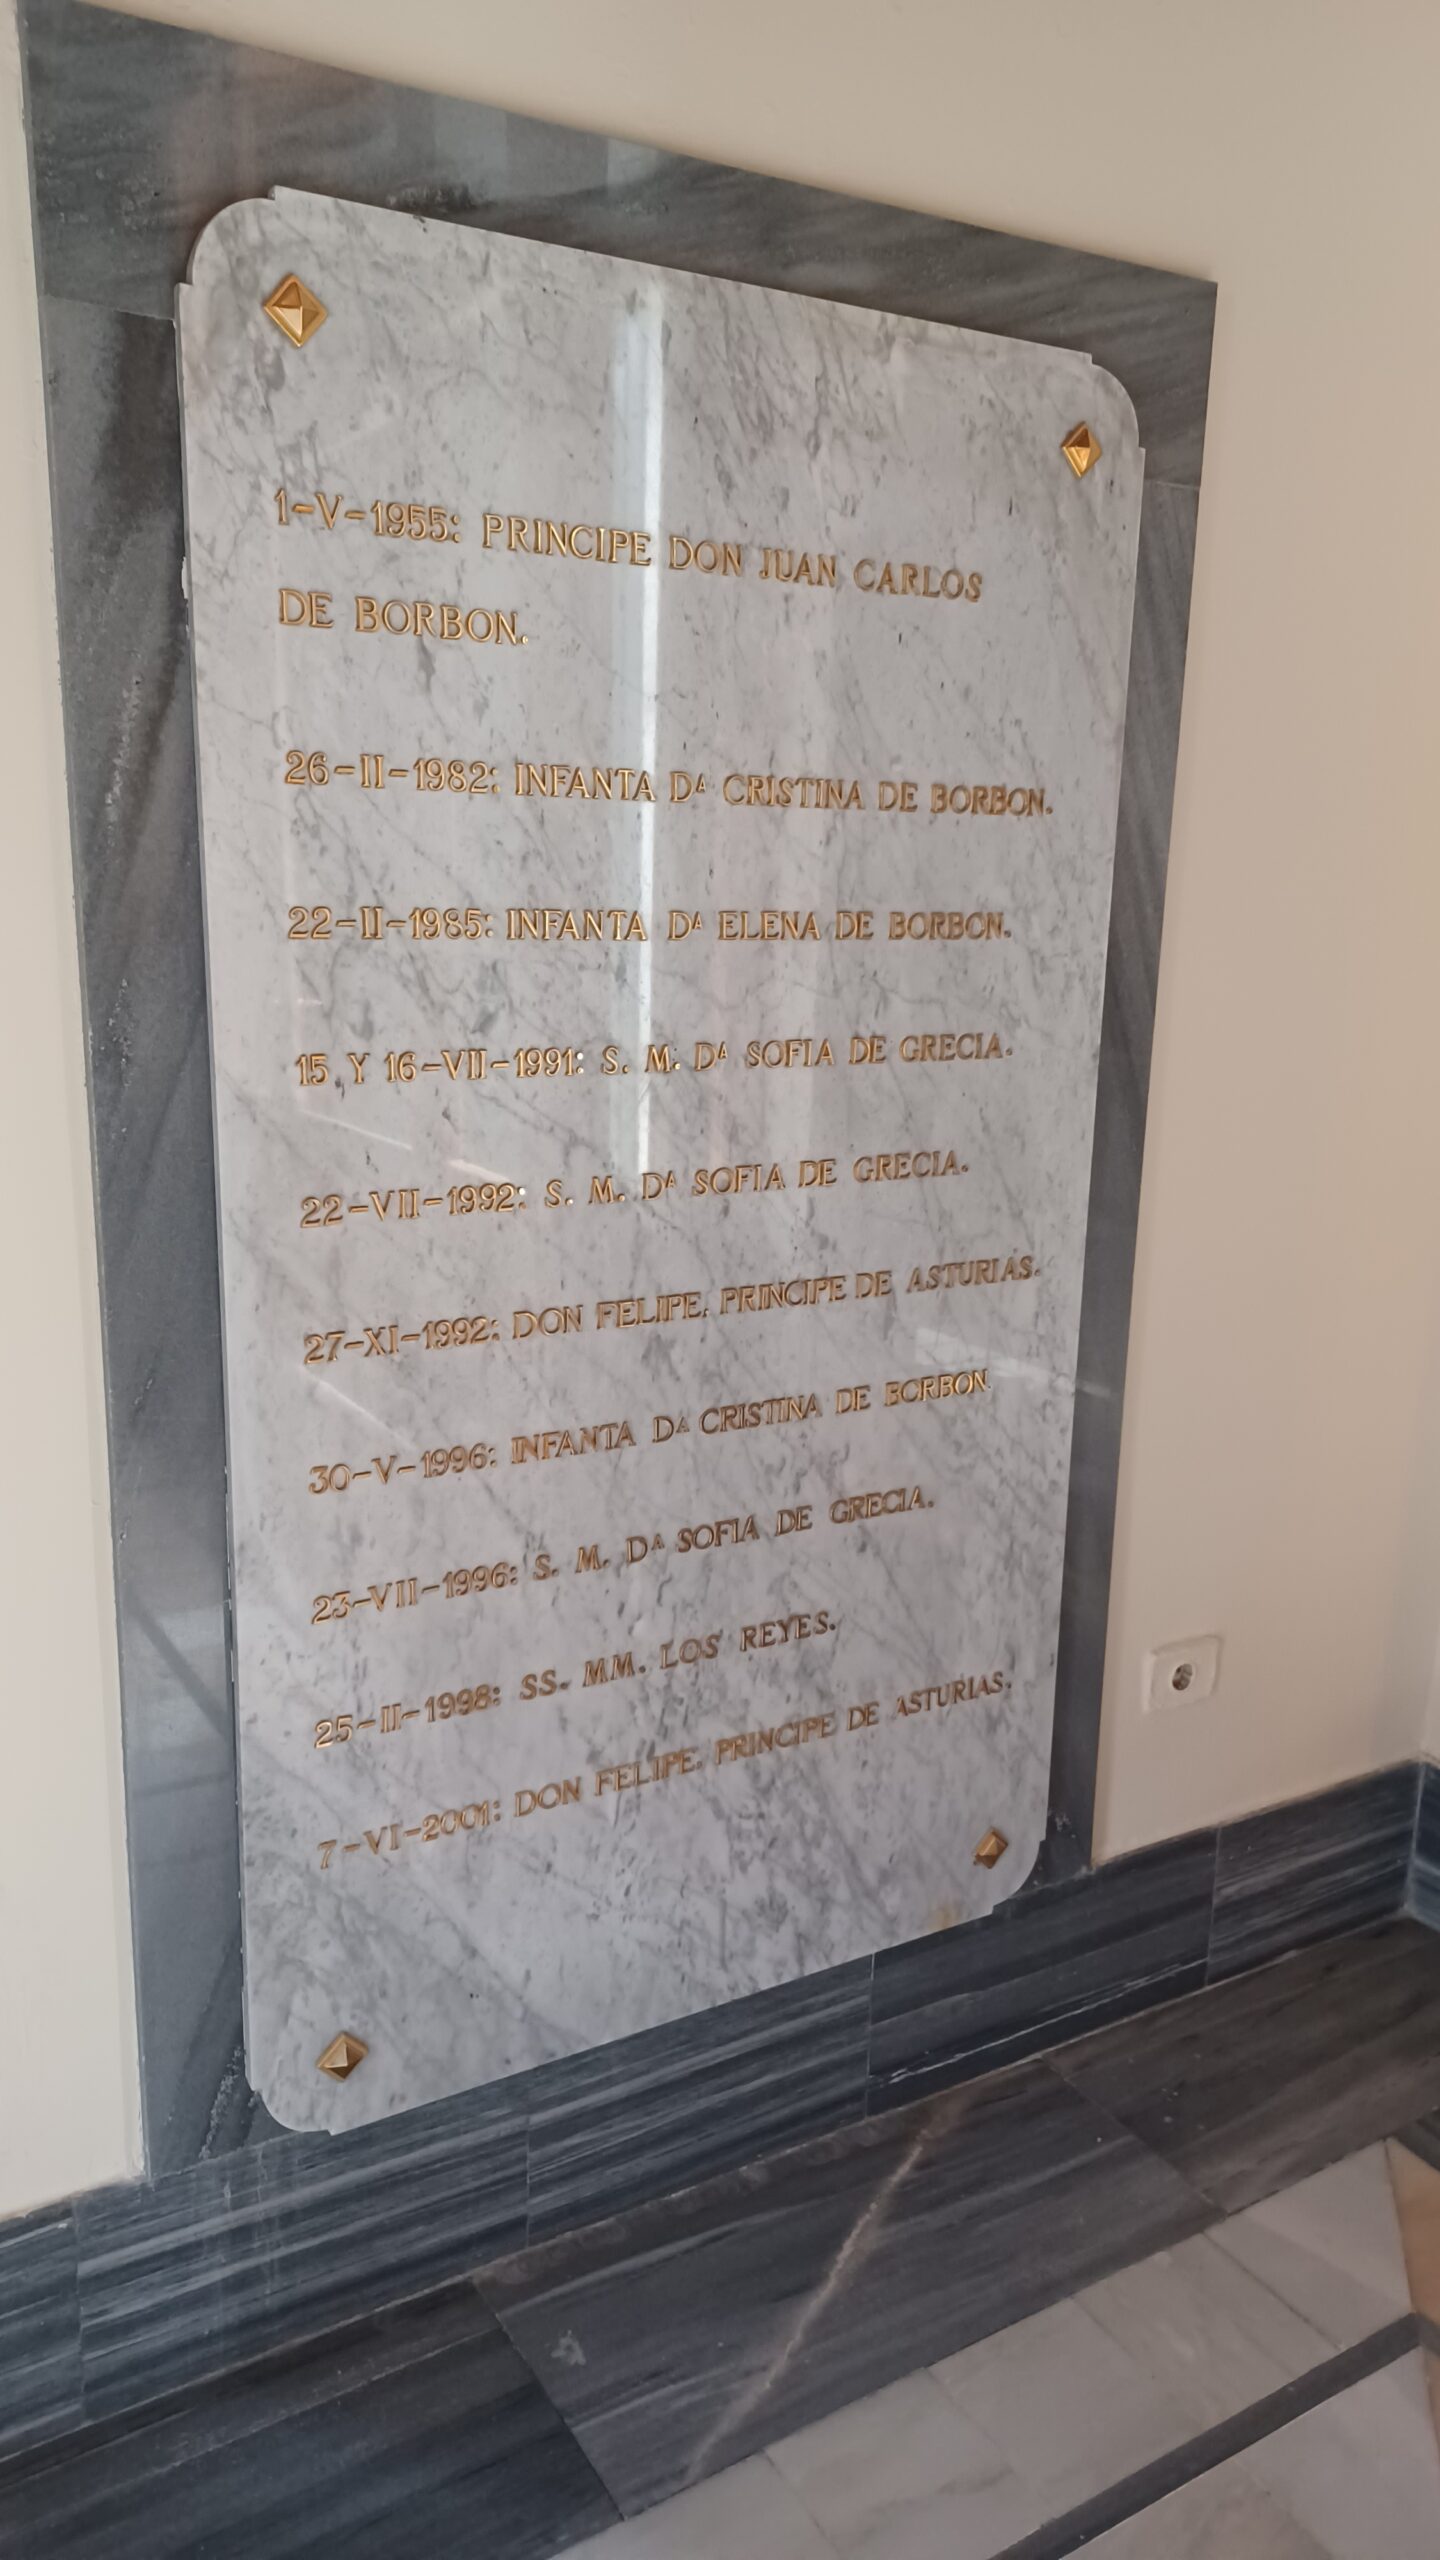 1-V-1955: PRINCIPE DON JUAN CARLOS
DE BORBON.
26-II-1982: INFANTA Dᴬ CRISTINA DE BORBON.
22-II-1985: INFANTA Dᴬ ELENA DE BORBON.
15 Y 16-VII-1991: S. M. Dᴬ SOFIA DE GRECIA.
22-VII-1992: S. M. Dᴬ SOFIA DE GRECIA.
27-XI-1992: DON FELIPE, PRINCIPE DE ASTURIAS.
30-V-1996: INFANTA Dᴬ CRISTINA DE BORBON
23-VII-1996: S. M. Dᴬ SOFIA DE GRECIA.
25-II-1998: SS. MM. LOS REYES.
7-VI-2001: DON FELIPE, PRINCIPE DE ASTURIAS.